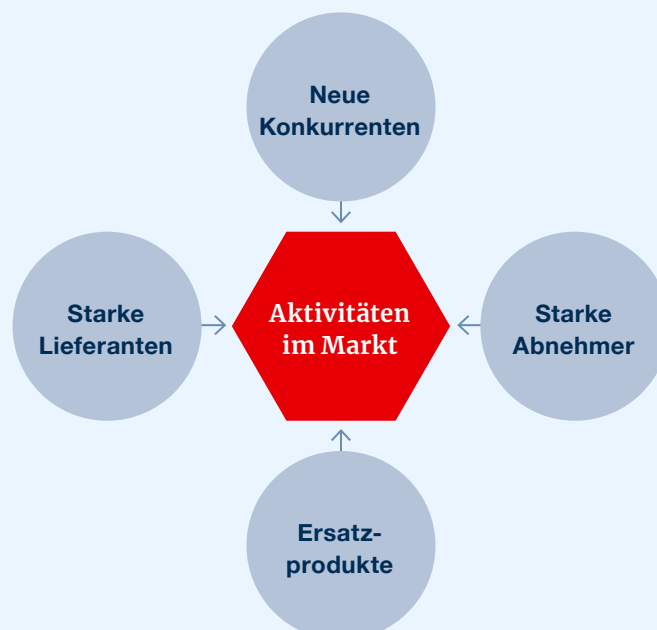 Neue
Konkurrenten
Starke
Lieferanten
Aktivitäten
im Markt
Starke
Abnehmer
Ersatz-
produkte